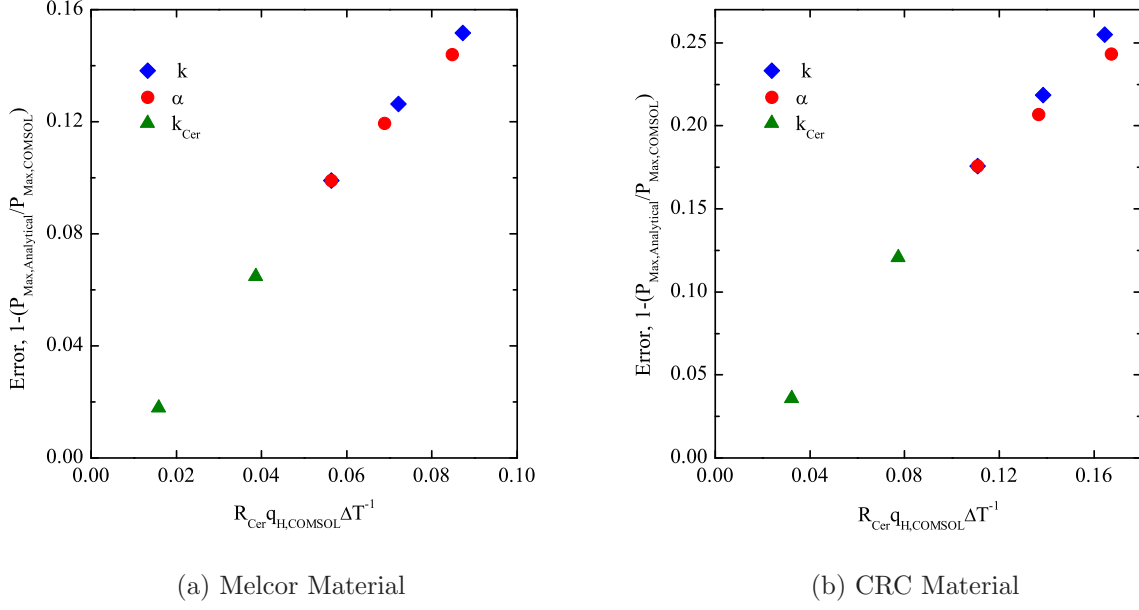 0.16
0.12
0.08
0.04
0.00
0.00 0.02 0.04 0.06 0.08 0.10
Error, 1-(P_Max,Analytical/P_Max,COMSOL)
k
α
k_Cer
R_Cer q_H,COMSOL ΔT^-1
(a) Melcor Material
0.25
0.20
0.15
0.10
0.05
0.00
0.00 0.04 0.08 0.12 0.16
Error, 1-(P_Max,Analytical/P_Max,COMSOL)
k
α
k_Cer
R_Cer q_H,COMSOL ΔT^-1
(b) CRC Material